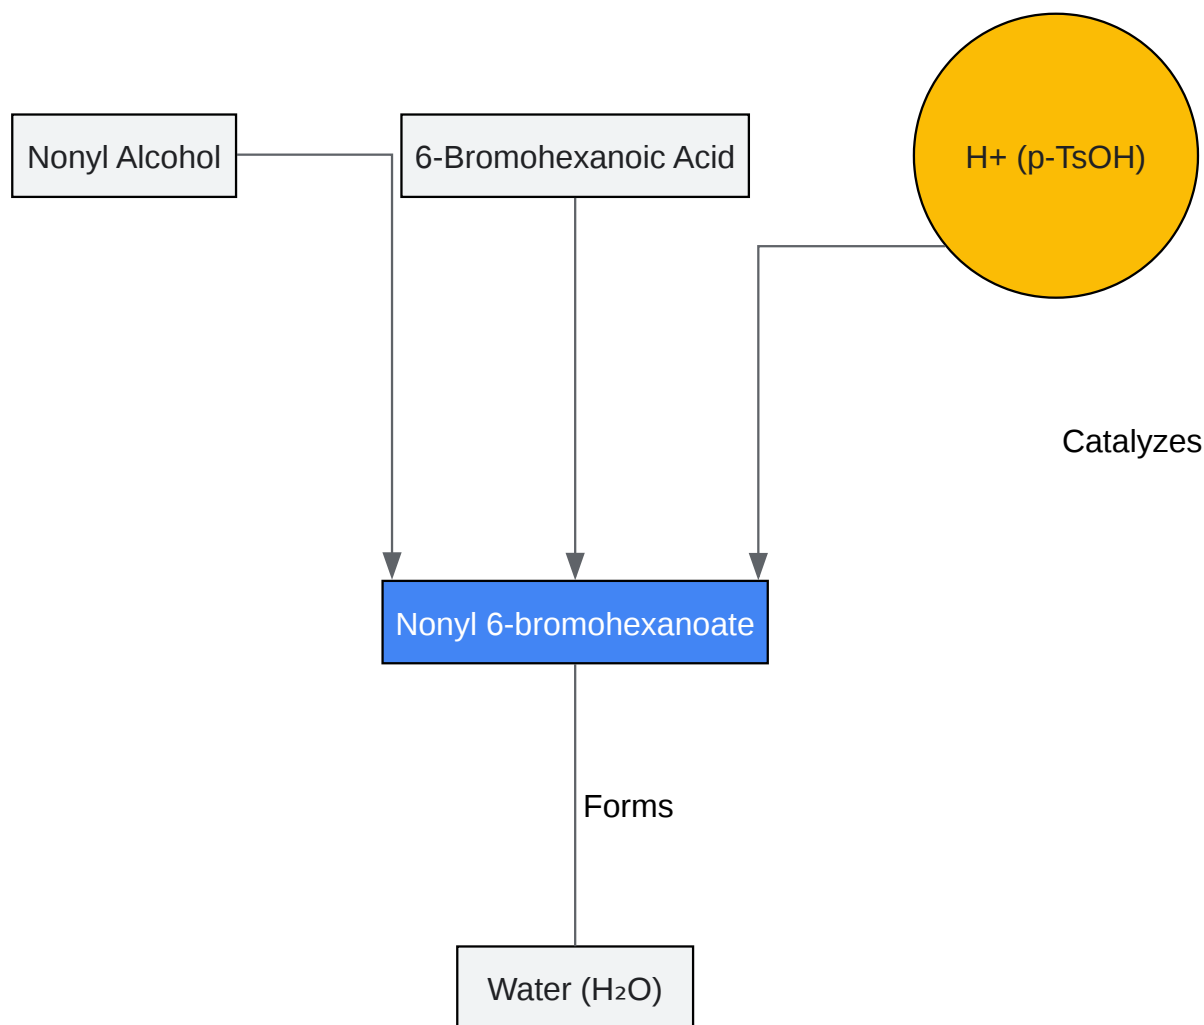 Nonyl Alcohol
6-Bromohexanoic Acid
H+ (p-TsOH)
Catalyzes
Nonyl 6-bromohexanoate
Forms
Water (H₂O)